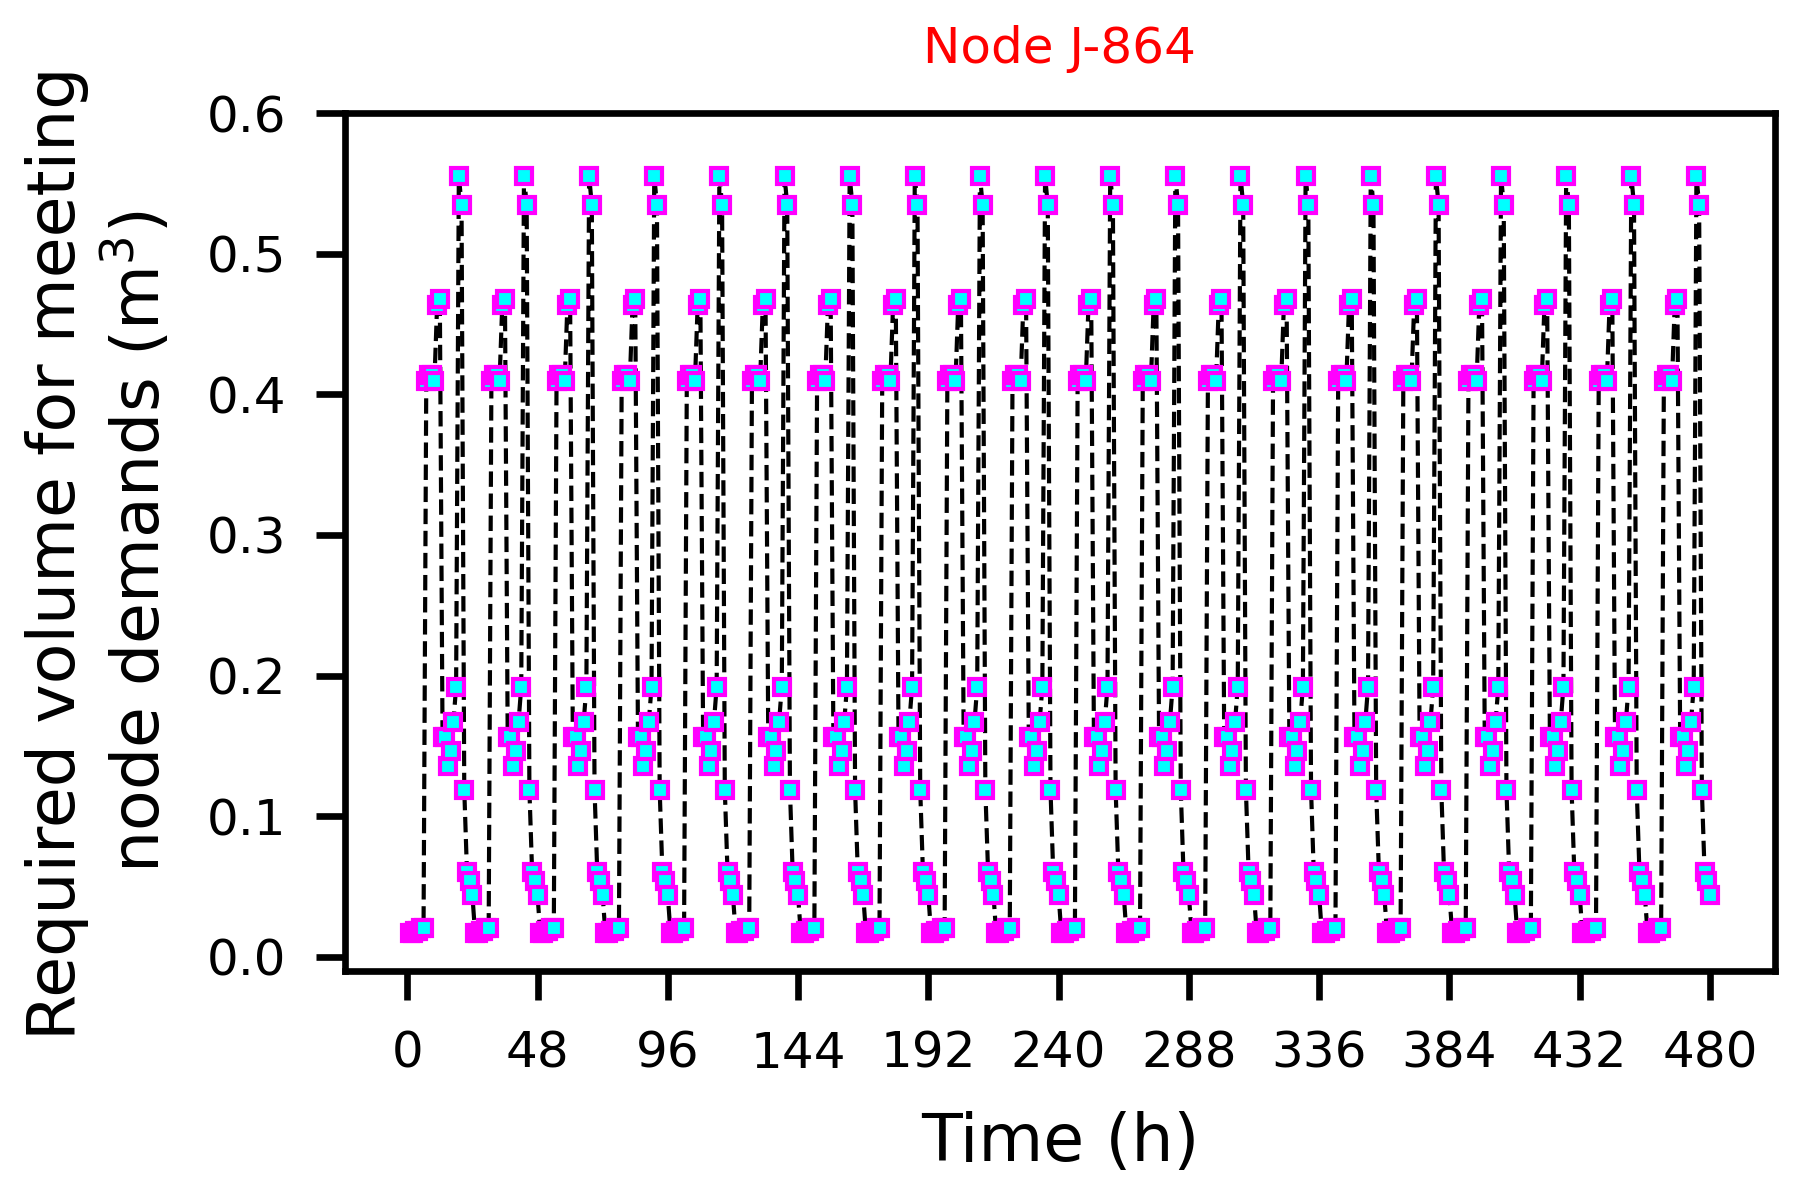 Node J-864
Required volume for meeting
node demands (m³)
0.6
0.5
0.4
0.3
0.2
0.1
0.0
0 48 96 144 192 240 288 336 384 432 480
Time (h)